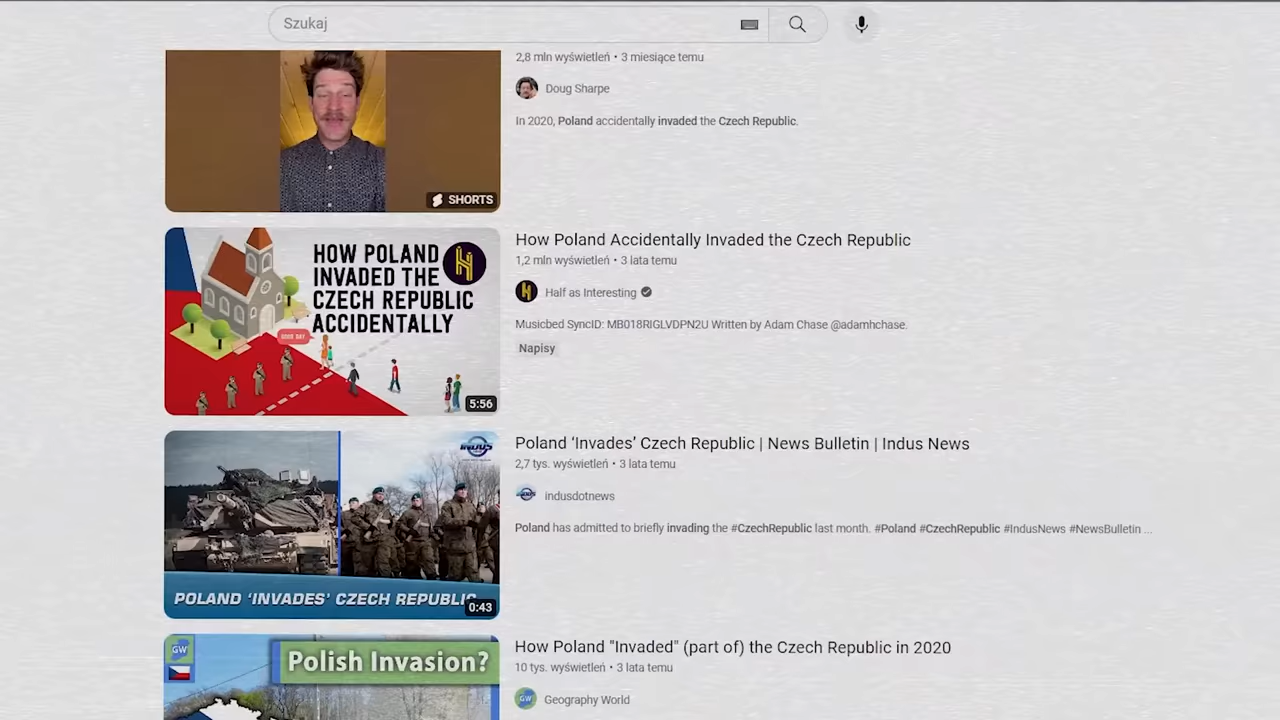 Szukaj
2,8 mln wyświetleń • 3 miesiące temu
Doug Sharpe
In 2020, Poland accidentally invaded the Czech Republic.
SHORTS
HOW POLAND
INVADED THE
CZECH REPUBLIC
ACCIDENTALLY
GOOD DAY
5:56
How Poland Accidentally Invaded the Czech Republic
1,2 mln wyświetleń • 3 lata temu
Half as Interesting
Musicbed SyncID: MB018RIGLVDPN2U Written by Adam Chase @adamhchase.
Napisy
INDUS
POLAND 'INVADES' CZECH REPUBLIC
0:43
Poland ‘Invades’ Czech Republic | News Bulletin | Indus News
2,7 tys. wyświetleń • 3 lata temu
indusdotnews
Poland has admitted to briefly invading the #CzechRepublic last month. #Poland #CzechRepublic #IndusNews #NewsBulletin ...
GW
Polish Invasion?
How Poland "Invaded" (part of) the Czech Republic in 2020
10 tys. wyświetleń • 3 lata temu
GW
Geography World